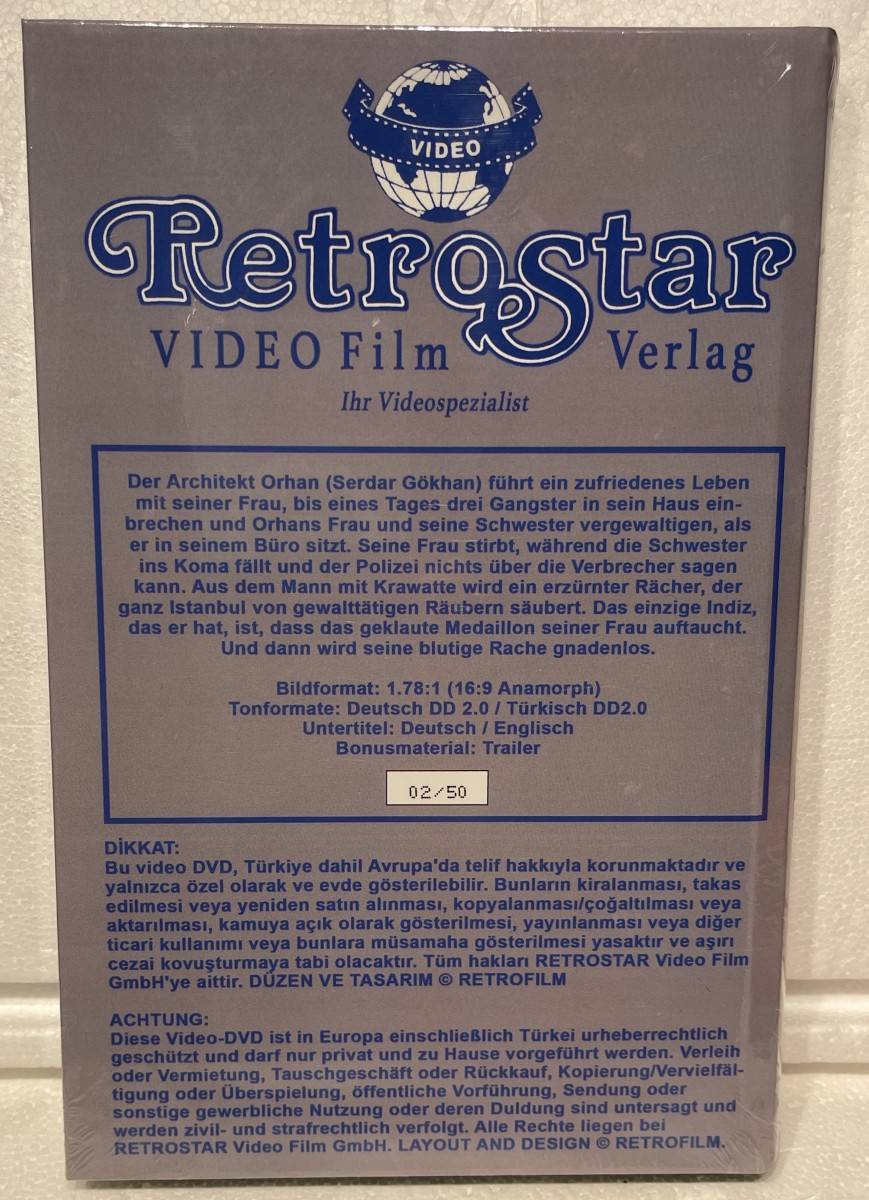 VIDEO
Retrostar
VIDEO Film Verlag
Ihr Videospezialist
Der Architekt Orhan (Serdar Gökhan) führt ein zufriedenes Leben
mit seiner Frau, bis eines Tages drei Gangster in sein Haus ein-
brechen und Orhans Frau und seine Schwester vergewaltigen, als
er in seinem Büro sitzt. Seine Frau stirbt, während die Schwester
ins Koma fällt und der Polizei nichts über die Verbrecher sagen
kann. Aus dem Mann mit Krawatte wird ein erzürnter Rächer, der
ganz Istanbul von gewalttätigen Räubern säubert. Das einzige Indiz,
das er hat, ist, dass das geklaute Medaillon seiner Frau auftaucht.
Und dann wird seine blutige Rache gnadenlos.
Bildformat: 1.78:1 (16:9 Anamorph)
Tonformate: Deutsch DD 2.0 / Türkisch DD2.0
Untertitel: Deutsch / Englisch
Bonusmaterial: Trailer
02/50
DİKKAT:
Bu video DVD, Türkiye dahil Avrupa'da telif hakkıyla korunmaktadır ve
yalnızca özel olarak ve evde gösterilebilir. Bunların kiralanması, takas
edilmesi veya yeniden satın alınması, kopyalanması/çoğaltılması veya
aktarılması, kamuya açık olarak gösterilmesi, yayınlanması veya diğer
ticari kullanımı veya bunlara müsamaha gösterilmesi yasaktır ve aşırı
cezai kovuşturmaya tabi olacaktır. Tüm hakları RETROSTAR Video Film
GmbH'ye aittir. DÜZEN VE TASARIM © RETROFILM
ACHTUNG:
Diese Video-DVD ist in Europa einschließlich Türkei urheberrechtlich
geschützt und darf nur privat und zu Hause vorgeführt werden. Verleih
oder Vermietung, Tauschgeschäft oder Rückkauf, Kopierung/Vervielfäl-
tigung oder Überspielung, öffentliche Vorführung, Sendung oder
sonstige gewerbliche Nutzung oder deren Duldung sind untersagt und
werden zivil- und strafrechtlich verfolgt. Alle Rechte liegen bei
RETROSTAR Video Film GmbH. LAYOUT AND DESIGN © RETROFILM.